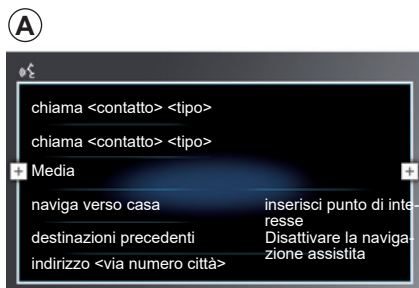 A
chiama <contatto> <tipo>
chiama <contatto> <tipo>
Media
naviga verso casa
inserisci punto di inte-
resse
destinazioni precedenti
Disattivare la naviga-
zione assistita
indirizzo <via numero città>